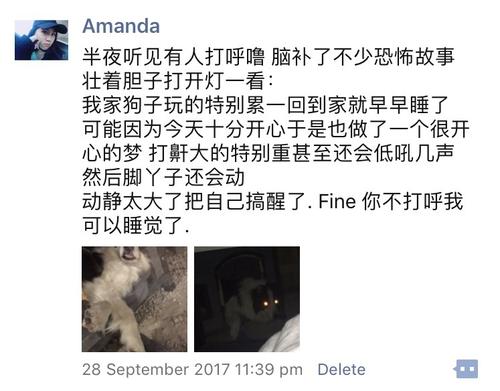 Amanda
半夜听见有人打呼噜 脑补了不少恐怖故事
壮着胆子打开灯一看：
我家狗子玩的特别累一回到家就早早睡了
可能因为今天十分开心于是也做了一个很开
心的梦 打鼾大的特别重甚至还会低吼几声
然后脚丫子还会动
动静太大了把自己搞醒了. Fine 你不打呼我
可以睡觉了.
28 September 2017 11:39 pm Delete